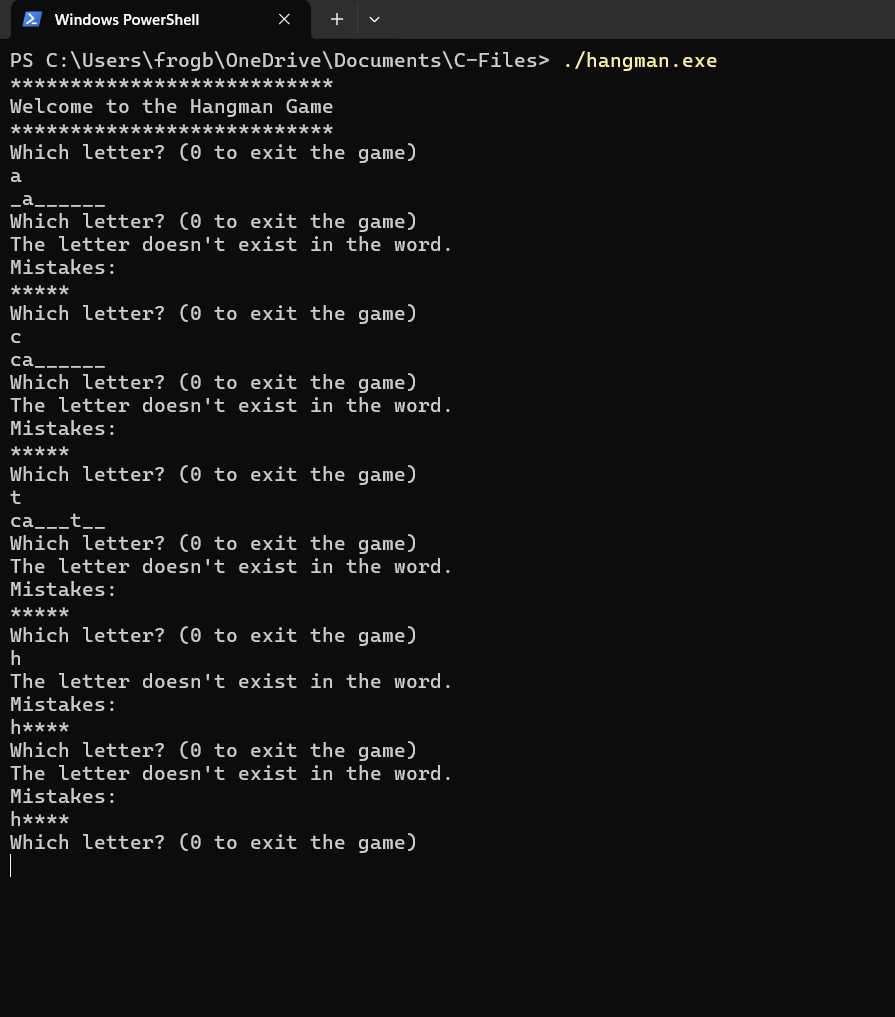 Windows PowerShell
PS C:\Users\frogb\OneDrive\Documents\C-Files> ./hangman.exe
***************************
Welcome to the Hangman Game
***************************
Which letter? (0 to exit the game)
a
_a______
Which letter? (0 to exit the game)
The letter doesn't exist in the word.
Mistakes:
*****
Which letter? (0 to exit the game)
c
ca______
Which letter? (0 to exit the game)
The letter doesn't exist in the word.
Mistakes:
*****
Which letter? (0 to exit the game)
t
ca___t__
Which letter? (0 to exit the game)
The letter doesn't exist in the word.
Mistakes:
*****
Which letter? (0 to exit the game)
h
The letter doesn't exist in the word.
Mistakes:
h****
Which letter? (0 to exit the game)
The letter doesn't exist in the word.
Mistakes:
h****
Which letter? (0 to exit the game)